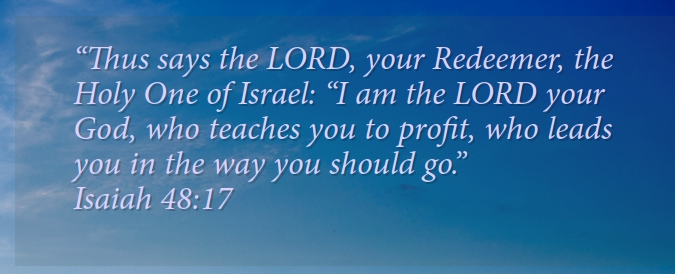 “Thus says the LORD, your Redeemer, the
Holy One of Israel: “I am the LORD your
God, who teaches you to profit, who leads
you in the way you should go.”
Isaiah 48:17